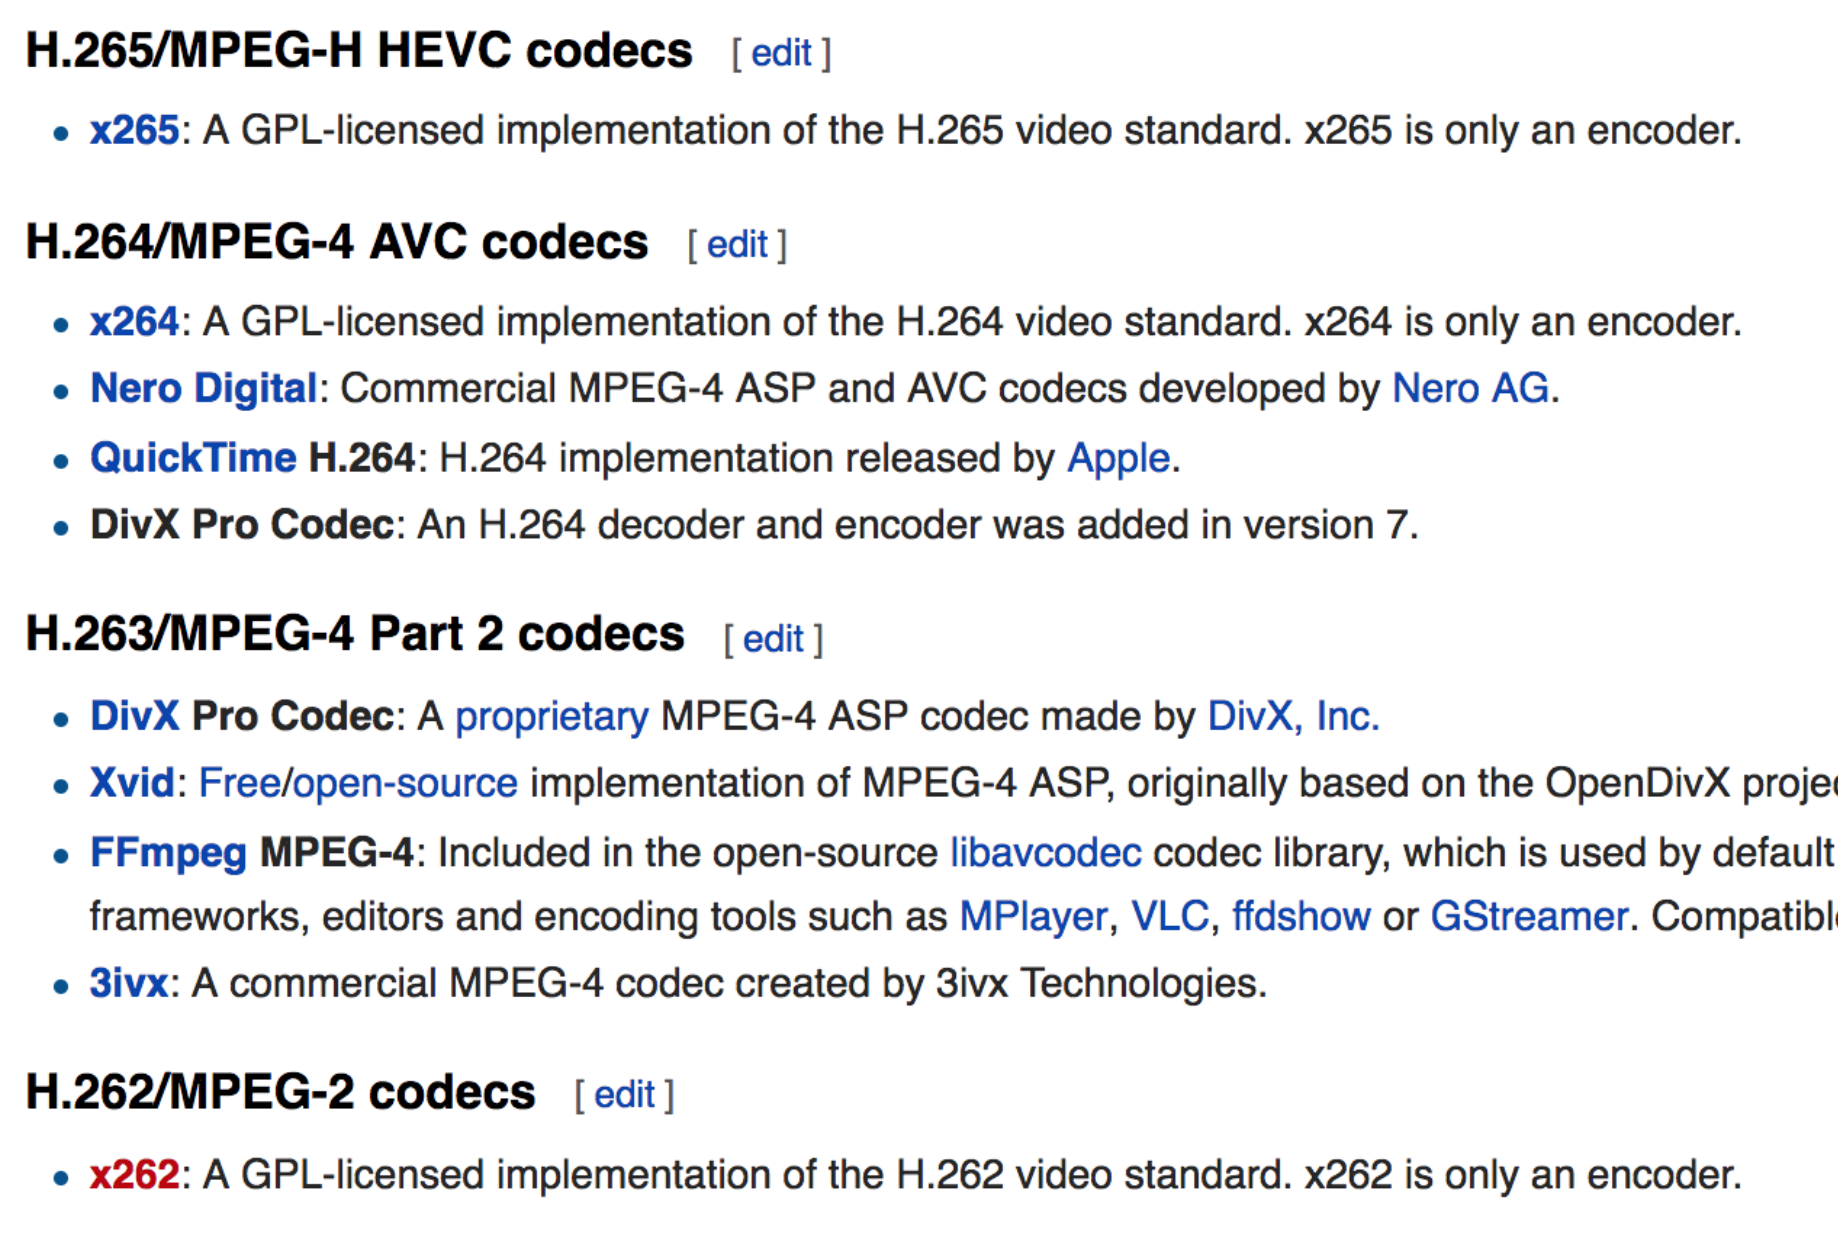 H.265/MPEG-H HEVC codecs [ edit ]
x265: A GPL-licensed implementation of the H.265 video standard. x265 is only an encoder.
H.264/MPEG-4 AVC codecs [ edit ]
x264: A GPL-licensed implementation of the H.264 video standard. x264 is only an encoder.
Nero Digital: Commercial MPEG-4 ASP and AVC codecs developed by Nero AG.
QuickTime H.264: H.264 implementation released by Apple.
DivX Pro Codec: An H.264 decoder and encoder was added in version 7.
H.263/MPEG-4 Part 2 codecs [ edit ]
DivX Pro Codec: A proprietary MPEG-4 ASP codec made by DivX, Inc.
Xvid: Free/open-source implementation of MPEG-4 ASP, originally based on the OpenDivX
FFmpeg MPEG-4: Included in the open-source libavcodec codec library, which is used by default
frameworks, editors and encoding tools such as MPlayer, VLC, ffdshow or GStreamer.
3ivx: A commercial MPEG-4 codec created by 3ivx Technologies.
H.262/MPEG-2 codecs [ edit ]
x262: A GPL-licensed implementation of the H.262 video standard. x262 is only an encoder.